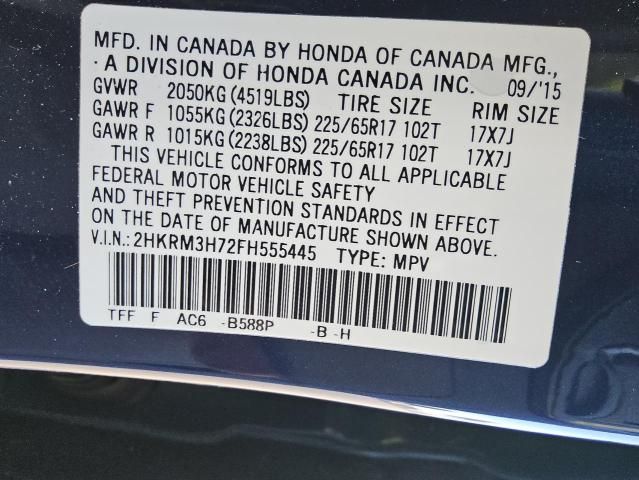 MFD. IN CANADA BY HONDA OF CANADA MFG.,
· A DIVISION OF HONDA CANADA INC. 09/'15
GVWR 2050KG (4519LBS) TIRE SIZE RIM SIZE
GAWR F 1055KG (2326LBS) 225/65R17 102T 17X7J
GAWR R 1015KG (2238LBS) 225/65R17 102T 17X7J
THIS VEHICLE CONFORMS TO ALL APPLICABLE
FEDERAL MOTOR VEHICLE SAFETY
AND THEFT PREVENTION STANDARDS IN EFFECT
ON THE DATE OF MANUFACTURE SHOWN ABOVE.
V.I.N.: 2HKRM3H72FH555445 TYPE: MPV
TFF F AC6 -B588P -B -H